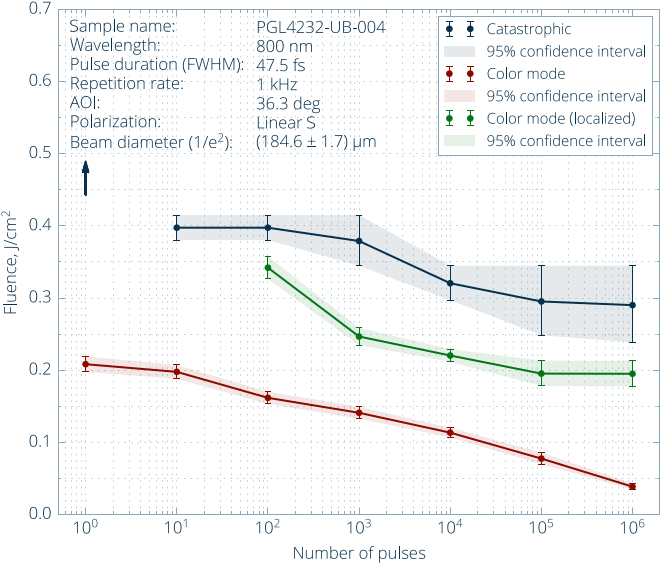 Sample name: PGL4232-UB-004
Wavelength: 800 nm
Pulse duration (FWHM): 47.5 fs
Repetition rate: 1 kHz
AOI: 36.3 deg
Polarization: Linear S
Beam diameter (1/e²): (184.6 ± 1.7) µm
Catastrophic
95% confidence interval
Color mode
95% confidence interval
Color mode (localized)
95% confidence interval
0.7
0.6
0.5
0.4
0.3
0.2
0.1
0.0
Fluence, J/cm²
10⁰ 10¹ 10² 10³ 10⁴ 10⁵ 10⁶
Number of pulses